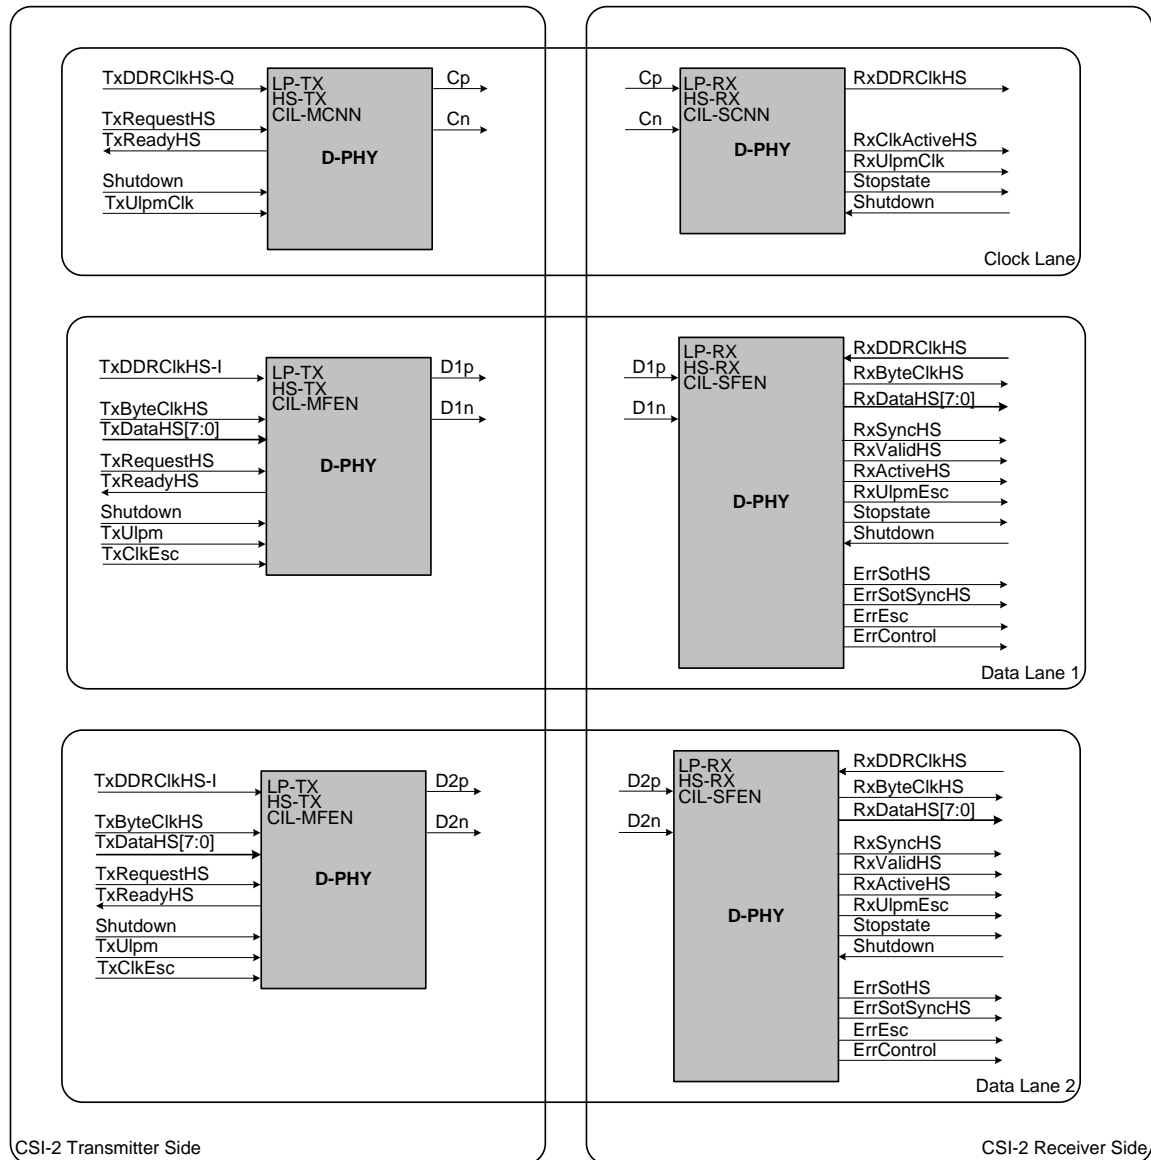 TxDDRClkHS-Q
TxRequestHS
TxReadyHS
Shutdown
TxUlpmClk
LP-TX
HS-TX
CIL-MCNN
D-PHY
Cp
Cn
Cp
Cn
LP-RX
HS-RX
CIL-SCNN
D-PHY
RxDDRClkHS
RxClkActiveHS
RxUlpmClk
Stopstate
Shutdown
Clock Lane
TxDDRClkHS-I
TxByteClkHS
TxDataHS[7:0]
TxRequestHS
TxReadyHS
Shutdown
TxUlpm
TxClkEsc
LP-TX
HS-TX
CIL-MFEN
D-PHY
D1p
D1n
D1p
D1n
LP-RX
HS-RX
CIL-SFEN
D-PHY
RxDDRClkHS
RxByteClkHS
RxDataHS[7:0]
RxSyncHS
RxValidHS
RxActiveHS
RxUlpmEsc
Stopstate
Shutdown
ErrSotHS
ErrSotSyncHS
ErrEsc
ErrControl
Data Lane 1
TxDDRClkHS-I
TxByteClkHS
TxDataHS[7:0]
TxRequestHS
TxReadyHS
Shutdown
TxUlpm
TxClkEsc
LP-TX
HS-TX
CIL-MFEN
D-PHY
D2p
D2n
D2p
D2n
LP-RX
HS-RX
CIL-SFEN
D-PHY
RxDDRClkHS
RxByteClkHS
RxDataHS[7:0]
RxSyncHS
RxValidHS
RxActiveHS
RxUlpmEsc
Stopstate
Shutdown
ErrSotHS
ErrSotSyncHS
ErrEsc
ErrControl
Data Lane 2
CSI-2 Transmitter Side
CSI-2 Receiver Side